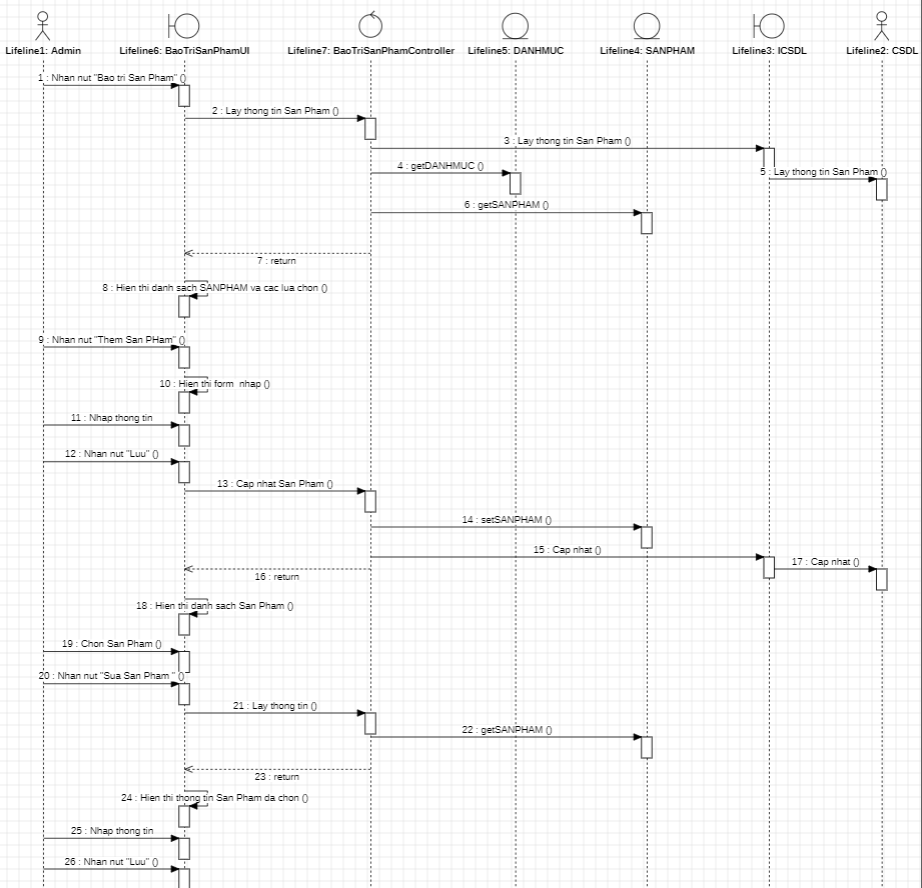 Lifeline1: Admin
Lifeline6: BaoTriSanPhamUI
Lifeline7: BaoTriSanPhamController
Lifeline5: DANHMUC
Lifeline4: SANPHAM
Lifeline3: ICSDL
Lifeline2: CSDL
1 : Nhan nut "Bao tri San Pham" ()
2 : Lay thong tin San Pham ()
3 : Lay thong tin San Pham ()
4 : getDANHMUC ()
5 : Lay thong tin San Pham ()
6 : getSANPHAM ()
7 : return
8 : Hien thi danh sach SANPHAM va cac lua chon ()
9 : Nhan nut "Them San PHam" ()
10 : Hien thi form  nhap ()
11 : Nhap thong tin
12 : Nhan nut "Luu" ()
13 : Cap nhat San Pham ()
14 : setSANPHAM ()
15 : Cap nhat ()
17 : Cap nhat ()
16 : return
18 : Hien thi danh sach San Pham ()
19 : Chon San Pham ()
20 : Nhan nut "Sua San Pham " ()
21 : Lay thong tin ()
22 : getSANPHAM ()
23 : return
24 : Hien thi thong tin San Pham da chon ()
25 : Nhap thong tin
26 : Nhan nut "Luu" ()